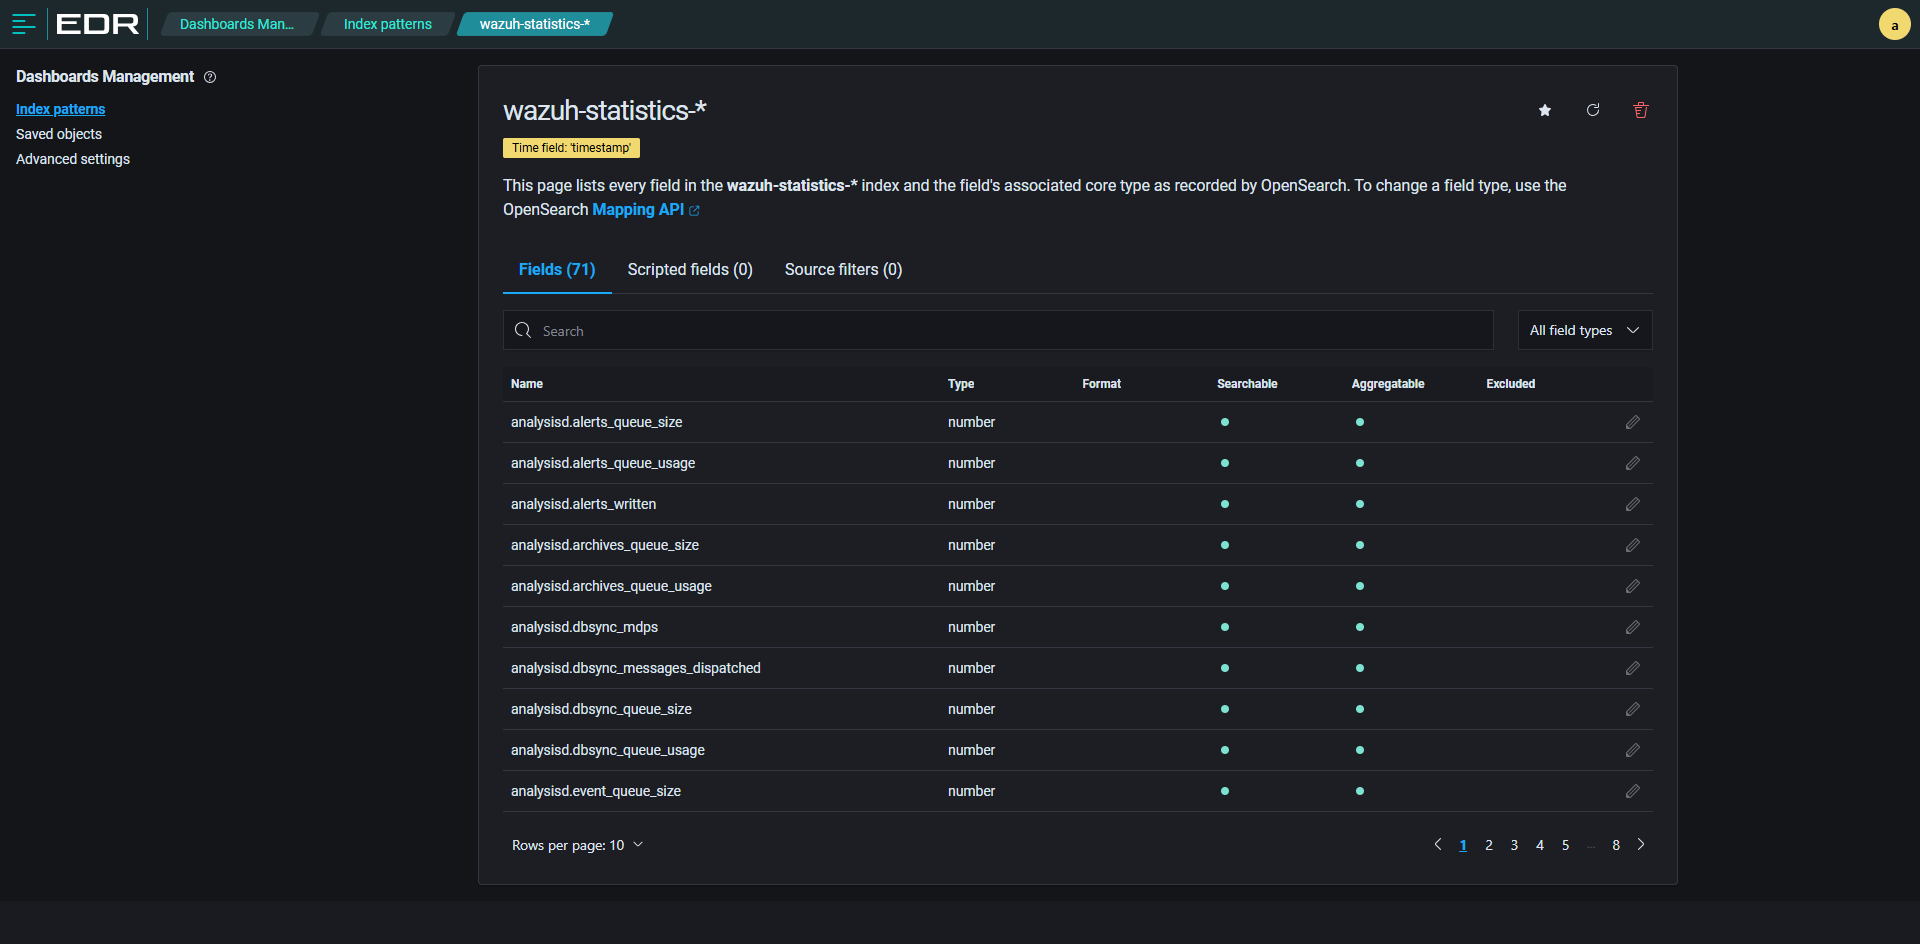 EDR
Dashboards Man...
Index patterns
wazuh-statistics-*
a
Dashboards Management
Index patterns
Saved objects
Advanced settings
wazuh-statistics-*
Time field: 'timestamp'
This page lists every field in the wazuh-statistics-* index and the field's associated core type as recorded by OpenSearch. To change a field type, use the
OpenSearch Mapping API
Fields (71) Scripted fields (0) Source filters (0)
Search
All field types
Name Type Format Searchable Aggregatable Excluded
analysisd.alerts_queue_size number
analysisd.alerts_queue_usage number
analysisd.alerts_written number
analysisd.archives_queue_size number
analysisd.archives_queue_usage number
analysisd.dbsync_mdps number
analysisd.dbsync_messages_dispatched number
analysisd.dbsync_queue_size number
analysisd.dbsync_queue_usage number
analysisd.event_queue_size number
Rows per page: 10
1 2 3 4 5 ... 8